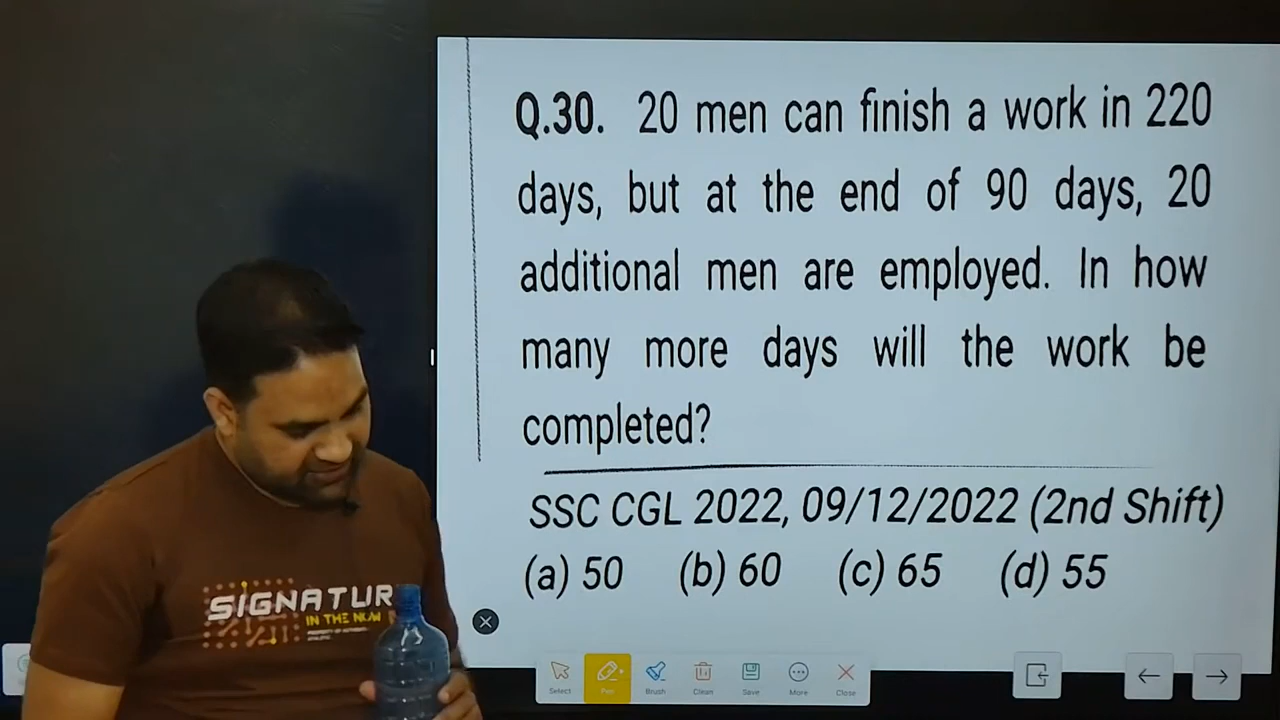 Q.30. 20 men can finish a work in 220
days, but at the end of 90 days, 20
additional men are employed. In how
many more days will the work be
completed?
SSC CGL 2022, 09/12/2022 (2nd Shift)
(a) 50 (b) 60 (c) 65 (d) 55
SIGNATUR
IN THE NOW
Select Pen Brush Clean Save More Close